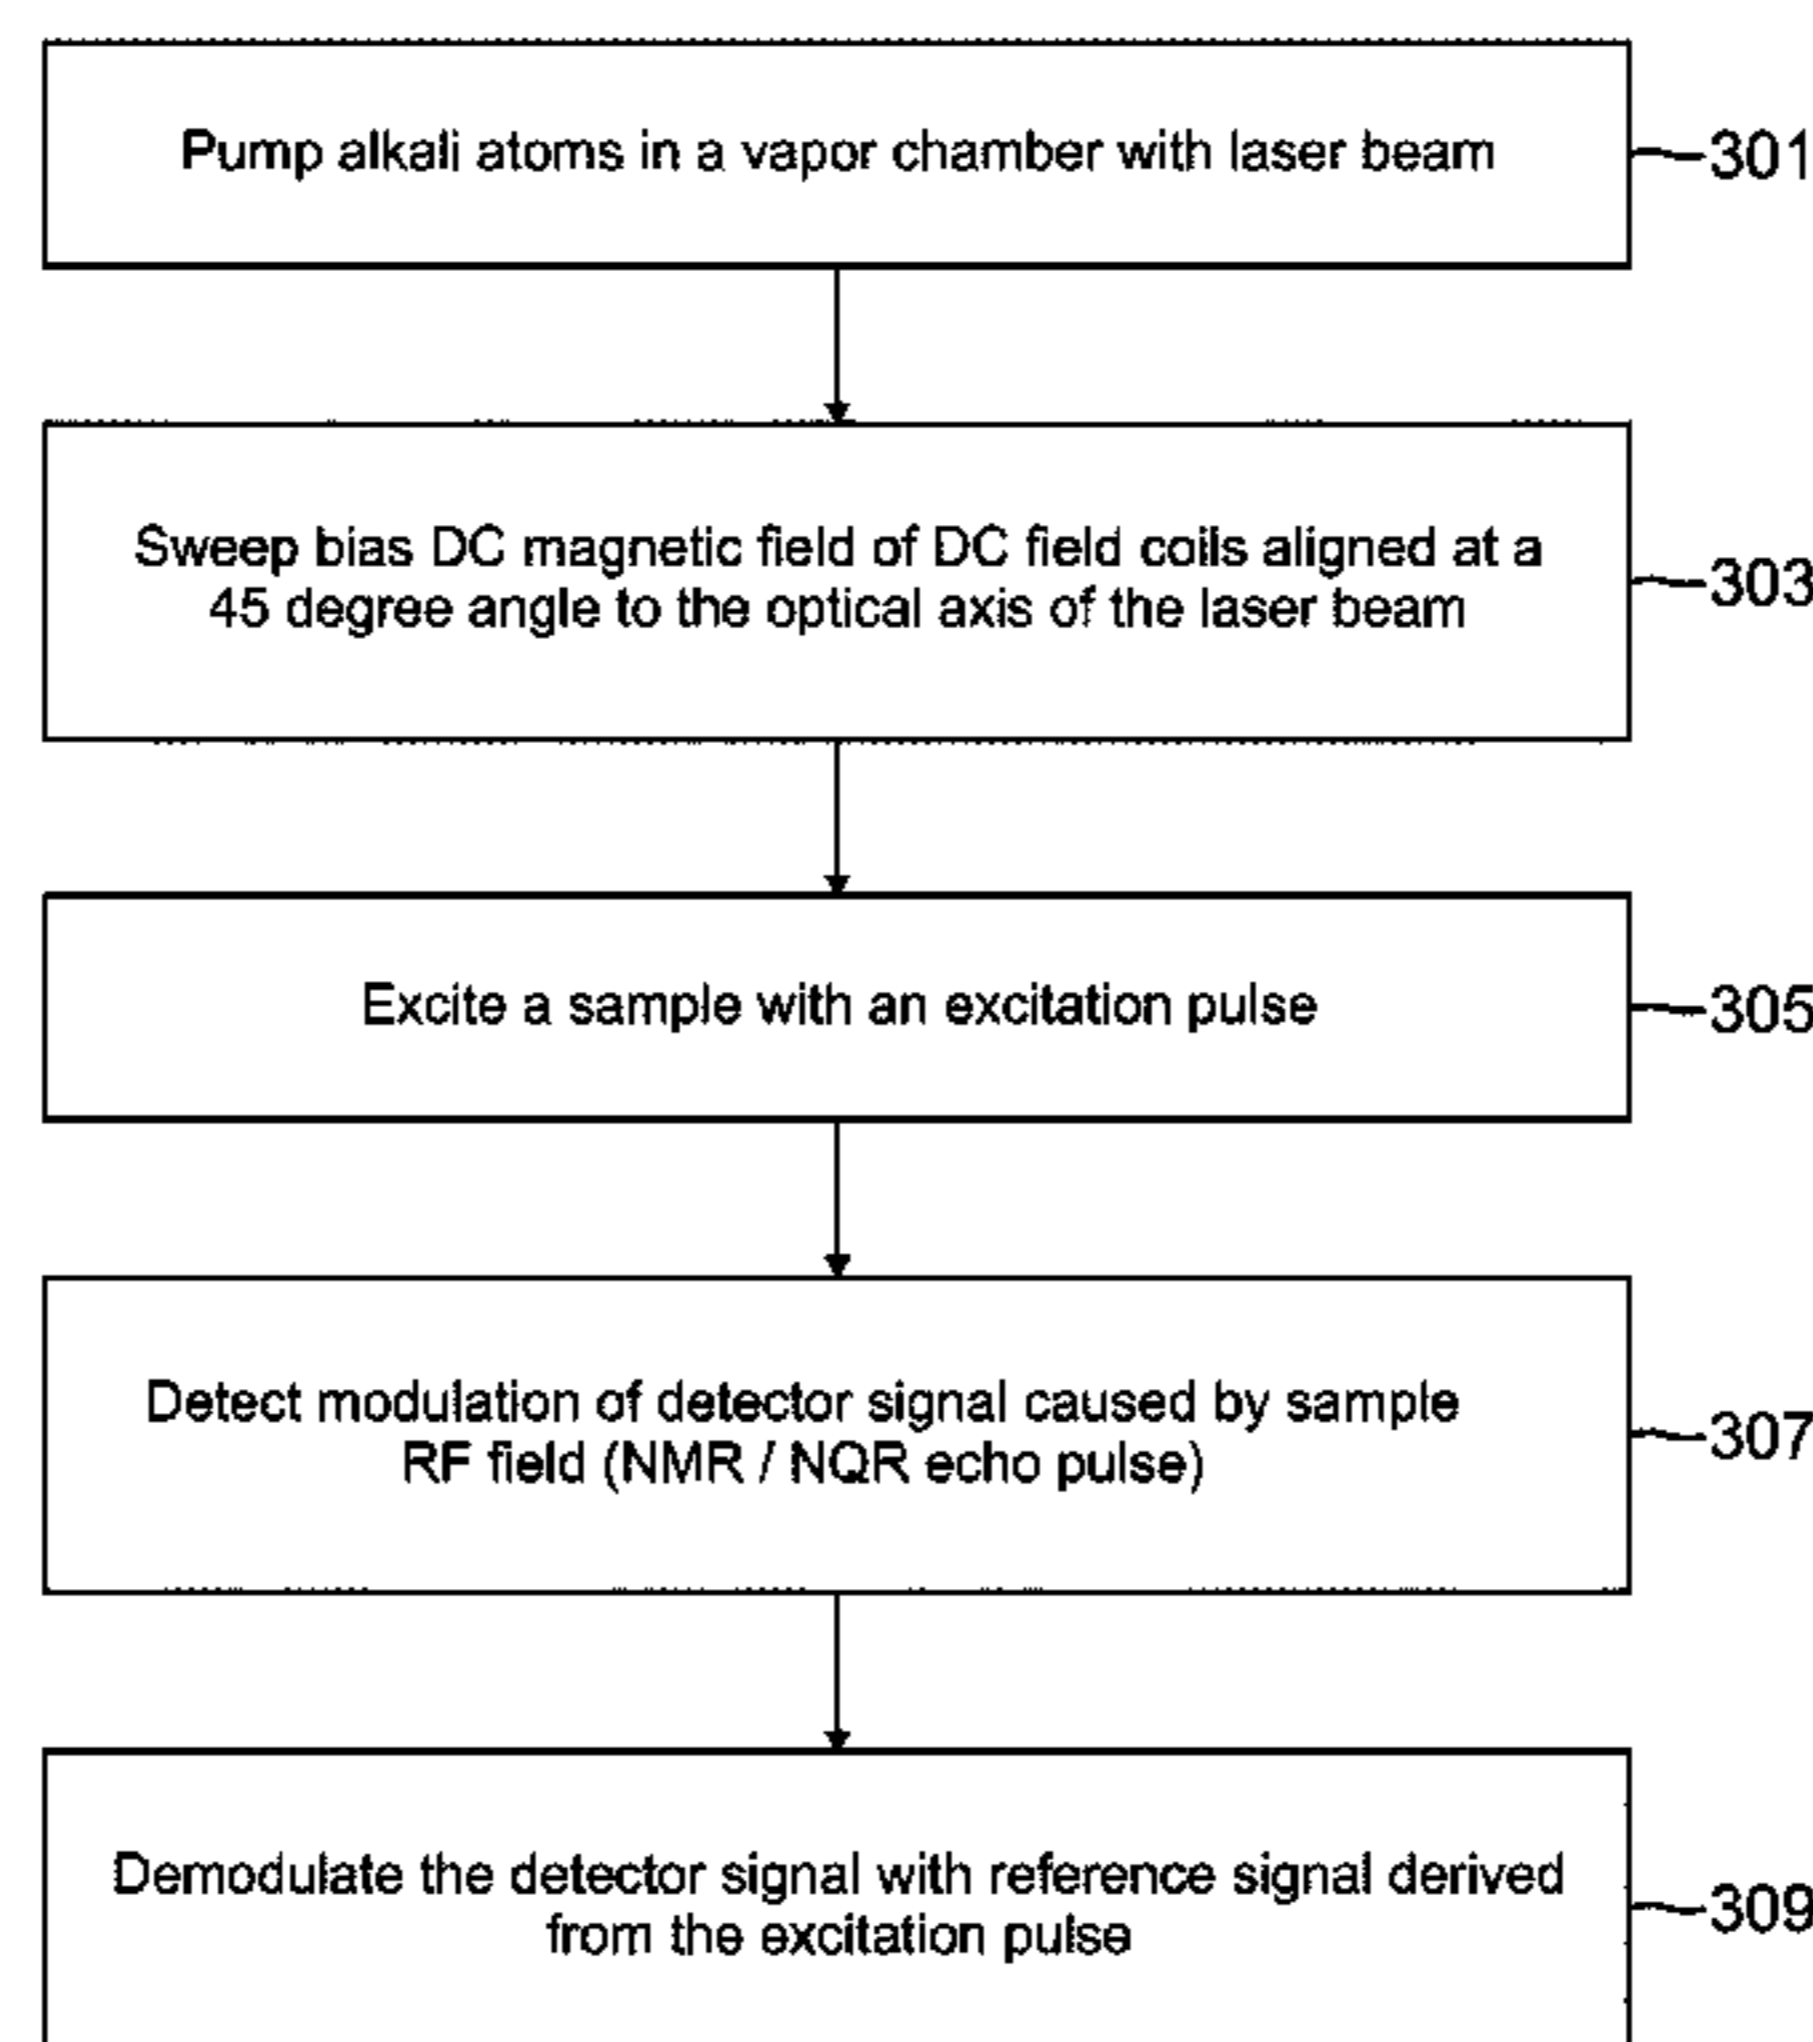 Pump alkali atoms in a vapor chamber with laser beam
301
Sweep bias DC magnetic field of DC field coils aligned at a
45 degree angle to the optical axis of the laser beam
303
Excite a sample with an excitation pulse
305
Detect modulation of detector signal caused by sample
RF field (NMR / NQR echo pulse)
307
Demodulate the detector signal with reference signal derived
from the excitation pulse
309